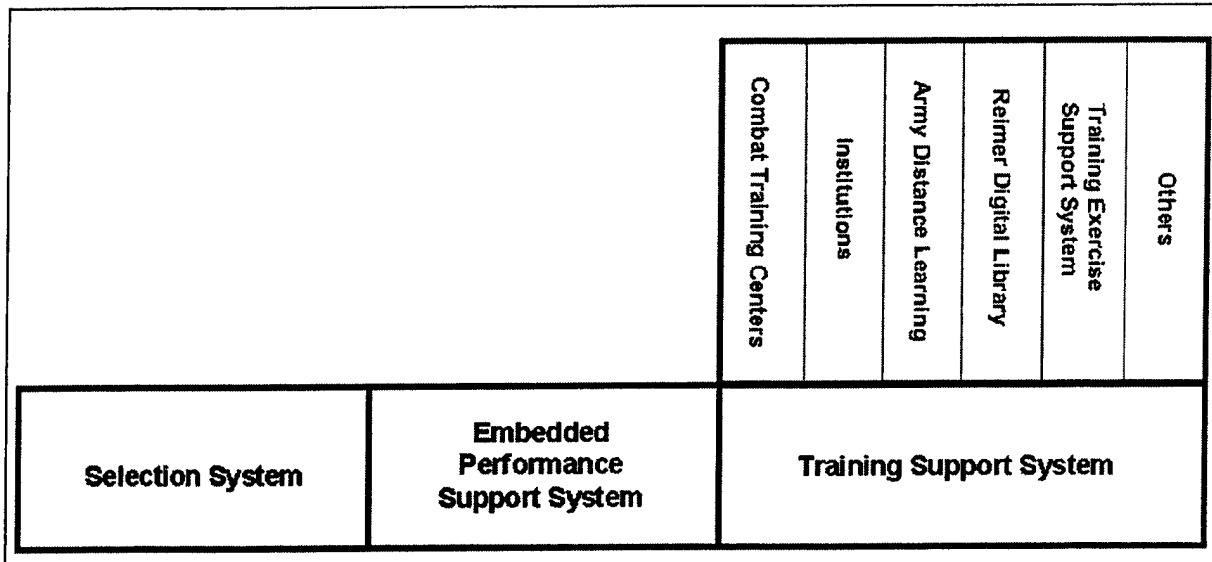 Combat Training Centers
Institutions
Army Distance Learning
Reimer Digital Library
Training Exercise
Support System
Others
Selection System
Embedded
Performance
Support System
Training Support System